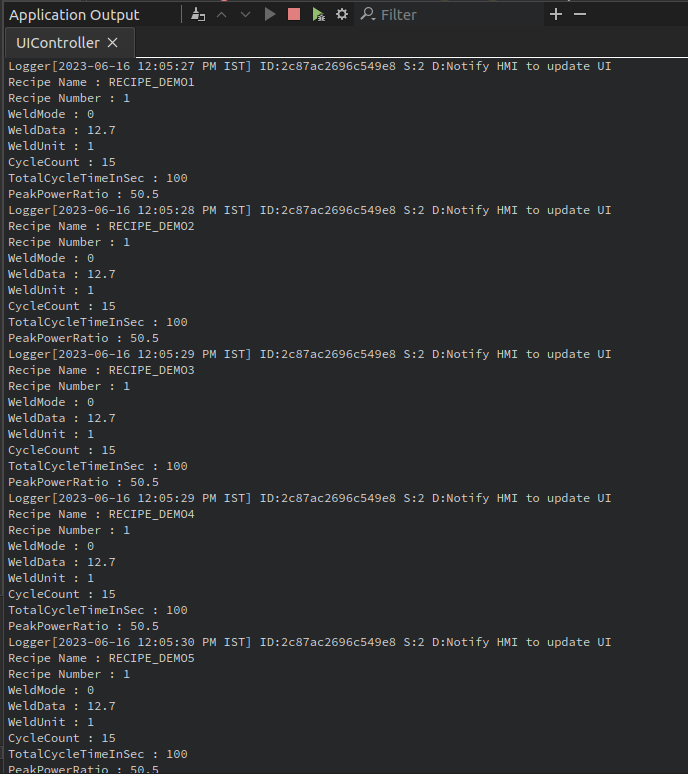 Application Output
Filter
UIController
Logger[2023-06-16 12:05:27 PM IST] ID:2c87ac2696c549e8 S:2 D:Notify HMI to update UI
Recipe Name : RECIPE_DEMO1
Recipe Number : 1
WeldMode : 0
WeldData : 12.7
WeldUnit : 1
CycleCount : 15
TotalCycleTimeInSec : 100
PeakPowerRatio : 50.5
Logger[2023-06-16 12:05:28 PM IST] ID:2c87ac2696c549e8 S:2 D:Notify HMI to update UI
Recipe Name : RECIPE_DEMO2
Recipe Number : 1
WeldMode : 0
WeldData : 12.7
WeldUnit : 1
CycleCount : 15
TotalCycleTimeInSec : 100
PeakPowerRatio : 50.5
Logger[2023-06-16 12:05:29 PM IST] ID:2c87ac2696c549e8 S:2 D:Notify HMI to update UI
Recipe Name : RECIPE_DEMO3
Recipe Number : 1
WeldMode : 0
WeldData : 12.7
WeldUnit : 1
CycleCount : 15
TotalCycleTimeInSec : 100
PeakPowerRatio : 50.5
Logger[2023-06-16 12:05:29 PM IST] ID:2c87ac2696c549e8 S:2 D:Notify HMI to update UI
Recipe Name : RECIPE_DEMO4
Recipe Number : 1
WeldMode : 0
WeldData : 12.7
WeldUnit : 1
CycleCount : 15
TotalCycleTimeInSec : 100
PeakPowerRatio : 50.5
Logger[2023-06-16 12:05:30 PM IST] ID:2c87ac2696c549e8 S:2 D:Notify HMI to update UI
Recipe Name : RECIPE_DEMO5
Recipe Number : 1
WeldMode : 0
WeldData : 12.7
WeldUnit : 1
CycleCount : 15
TotalCycleTimeInSec : 100
PeakPowerRatio : 50.5